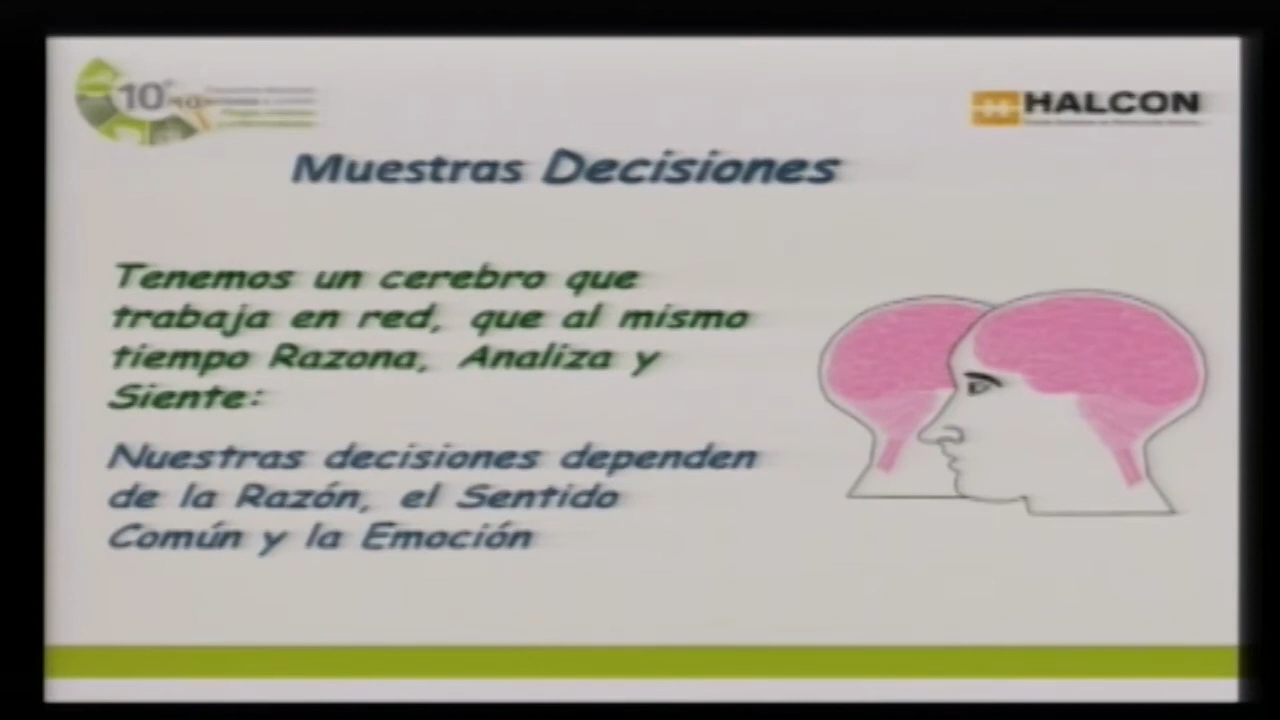 10°
HALCON
Muestras Decisiones
Tenemos un cerebro que
trabaja en red, que al mismo
tiempo Razona, Analiza y
Siente:
Nuestras decisiones dependen
de la Razón, el Sentido
Común y la Emoción